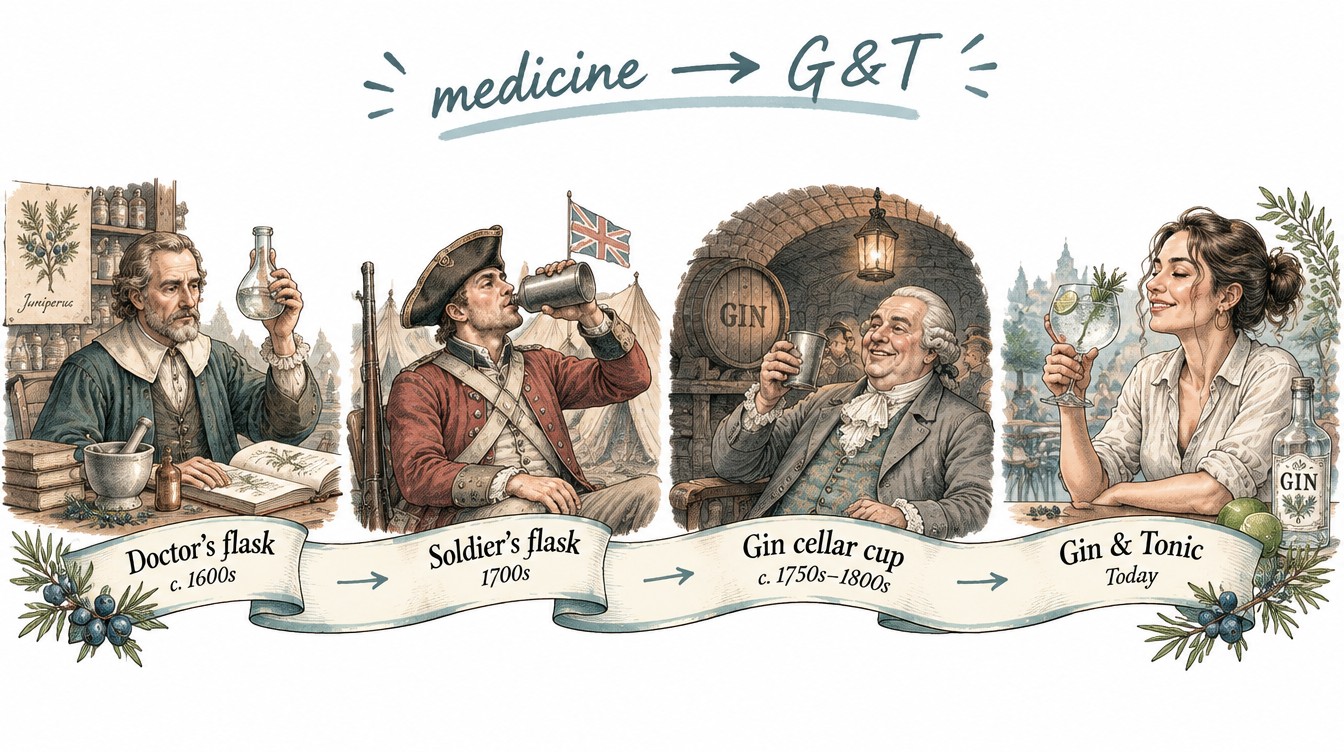 medicine → G&T
Juniperus
GIN
GIN
Doctor's flask
c. 1600s
→
Soldier's flask
1700s
→
Gin cellar cup
c. 1750s–1800s
→
Gin & Tonic
Today